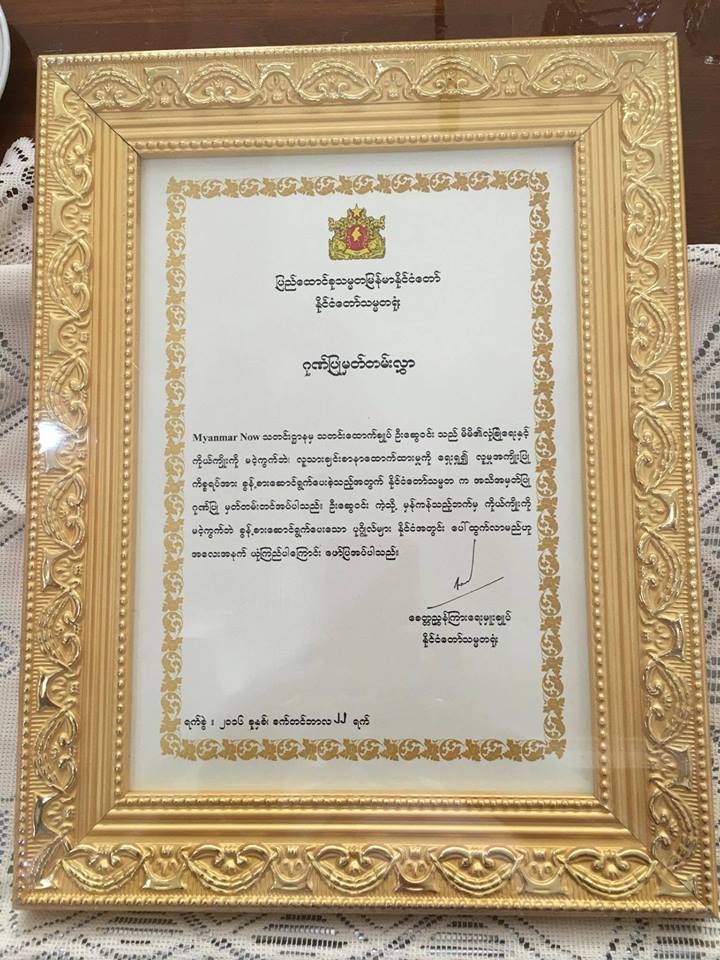 ပြည်ထောင်စုသမ္မတမြန်မာနိုင်ငံတော်
နိုင်ငံတော်သမ္မတရုံး
ဂုဏ်ပြုမှတ်တမ်းလွှာ
Myanmar Now သတင်းဌာနမှ သတင်းထောက်ချုပ် ဦးဆွေဝင်း သည် မိမိ၏လုံခြုံရေးနှင့်
ကိုယ်ကျိုးကို မငဲ့ကွက်ဘဲ၊ လူသားချင်းစာနာထောက်ထားမှုကို ရှေးရှု၍ လူမှုအကျိုးပြု
ကိစ္စရပ်အား စွန့်စားဆောင်ရွက်ပေးခဲ့သည့်အတွက် နိုင်ငံတော်သမ္မတ က အသိအမှတ်ပြု
ဂုဏ်ပြု မှတ်တမ်းတင်အပ်ပါသည်။ ဦးဆွေဝင်း ကဲ့သို့ မှန်ကန်သည့်ဘက်မှ ကိုယ်ကျိုးကို
မငဲ့ကွက်ဘဲ စွန့်စားဆောင်ရွက်ပေးသော ပုဂ္ဂိုလ်များ နိုင်ငံအတွင်း ပေါ်ထွက်လာမည်ဟု
အလေးအနက် ယုံကြည်ပါကြောင်း ဖော်ပြအပ်ပါသည်။
စေတ္တညွှန်ကြားရေးမှူးချုပ်
နိုင်ငံတော်သမ္မတရုံး
ရက်စွဲ ။ ၂၀၁၆ ခုနှစ်၊ စက်တင်ဘာလ ၂၂ ရက်